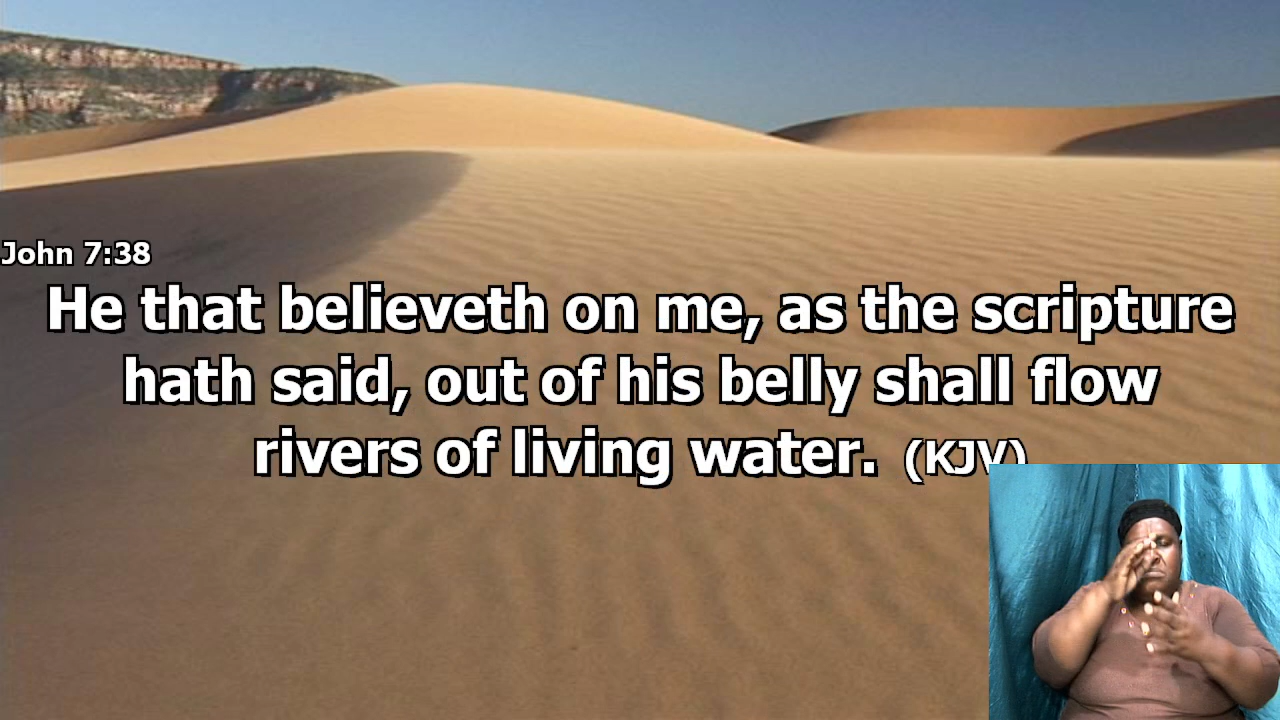 John 7:38
He that believeth on me, as the scripture
hath said, out of his belly shall flow
rivers of living water. (KJV)